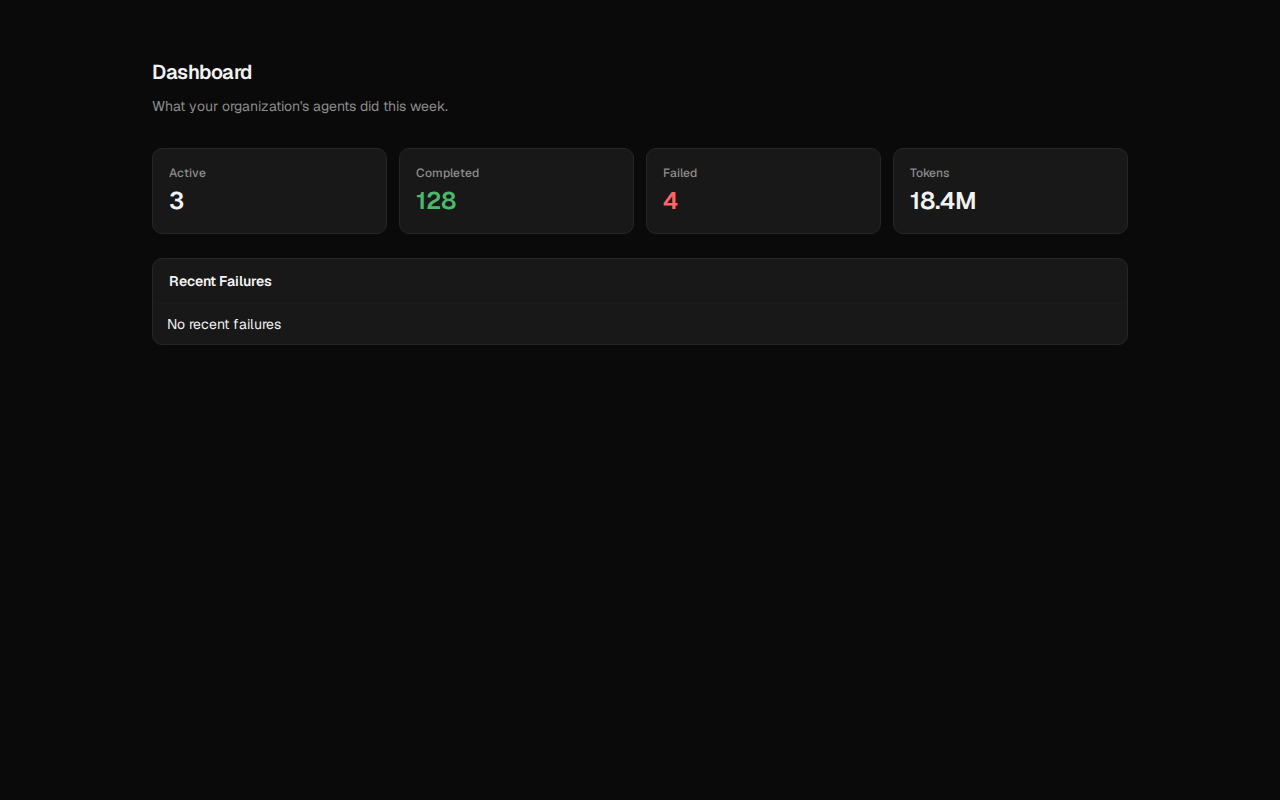 Dashboard
What your organization's agents did this week.
Active
3
Completed
128
Failed
4
Tokens
18.4M
Recent Failures
No recent failures